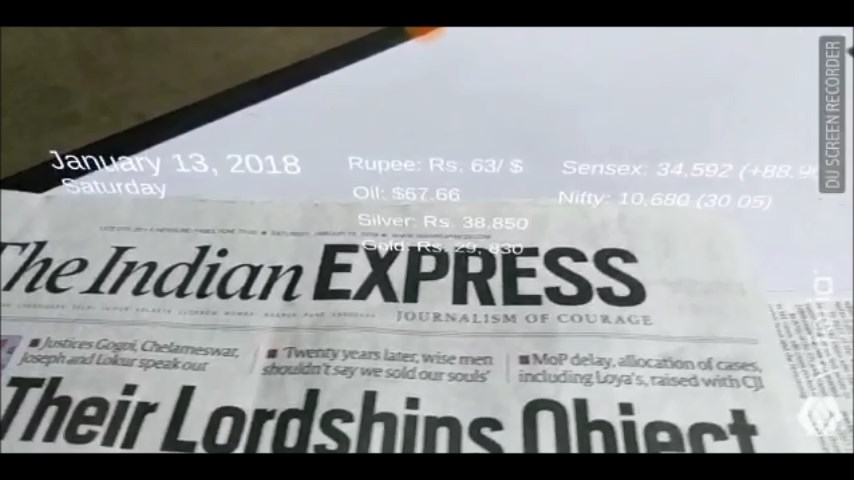 January 13, 2018
Saturday
Rupee: Rs. 63/ $
Oil: $67.66
Silver: Rs. 38,850
Gold: Rs. 29, 830
Sensex: 34,592 (+88.9
Nifty: 10,680 (30.05)
DU SCREEN RECORDER
The Indian EXPRESS
JOURNALISM OF COURAGE
■ Justices Gogoi, Chelameswar,
Joseph and Lokur speak out
■ 'Twenty years later, wise men
shouldn't say we sold our souls'
■ MoP delay, allocation of cases,
including Loya's, raised with CJI
Their Lordships Object